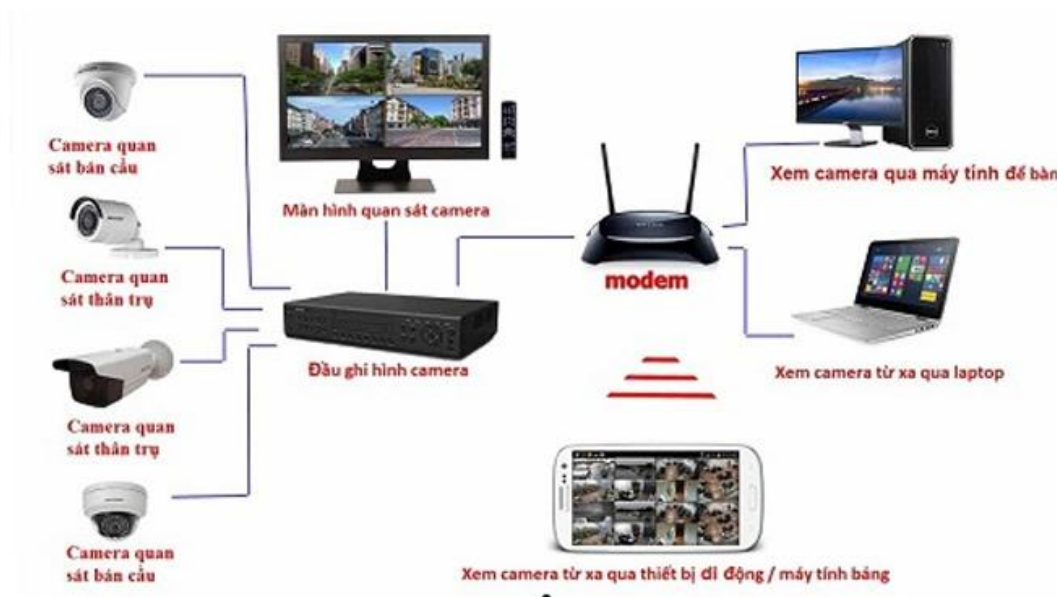 Camera quan
sát bán cầu
Camera quan
sát thân trụ
Camera quan
sát thân trụ
Camera quan
sát bán cầu
Màn hình quan sát camera
Đầu ghi hình camera
modem
Xem camera qua máy tính để bàn
Xem camera từ xa qua laptop
Xem camera từ xa qua thiết bị di động / máy tính bảng